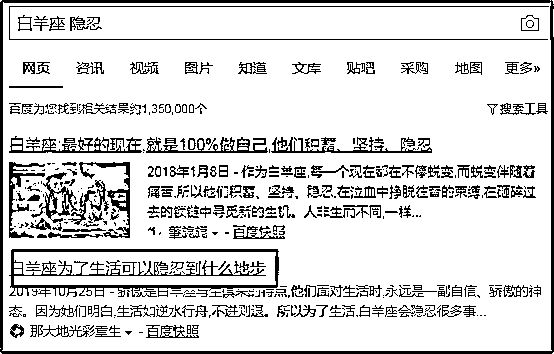 白羊座 隐忍
网页 资讯 视频 图片 知道 文库 贴吧 采购 地图 更多»
百度为您找到相关结果约1,350,000个 搜索工具
白羊座:最好的现在,就是100%做自己,他们积蓄、坚持、隐忍
2018年1月8日 - 作为白羊座,每一个现在都在不停蜕变,而蜕变伴随着
痛苦,所以他们积蓄、坚持、隐忍,在泣血中挣脱往昔的束缚,在砸碎过
去的铁链中寻觅新的生机。人非生而不同,一样...
百度快照
白羊座为了生活可以隐忍到什么地步
2019年10月25日 - 骄傲是白羊座与生俱来的特点,他们面对生活时,永远是一副自信、骄傲的神
态。因为她们明白,生活如逆水行舟,不进则退。所以为了生活,白羊座会隐忍很多事...
那大地光彩重生 - 百度快照